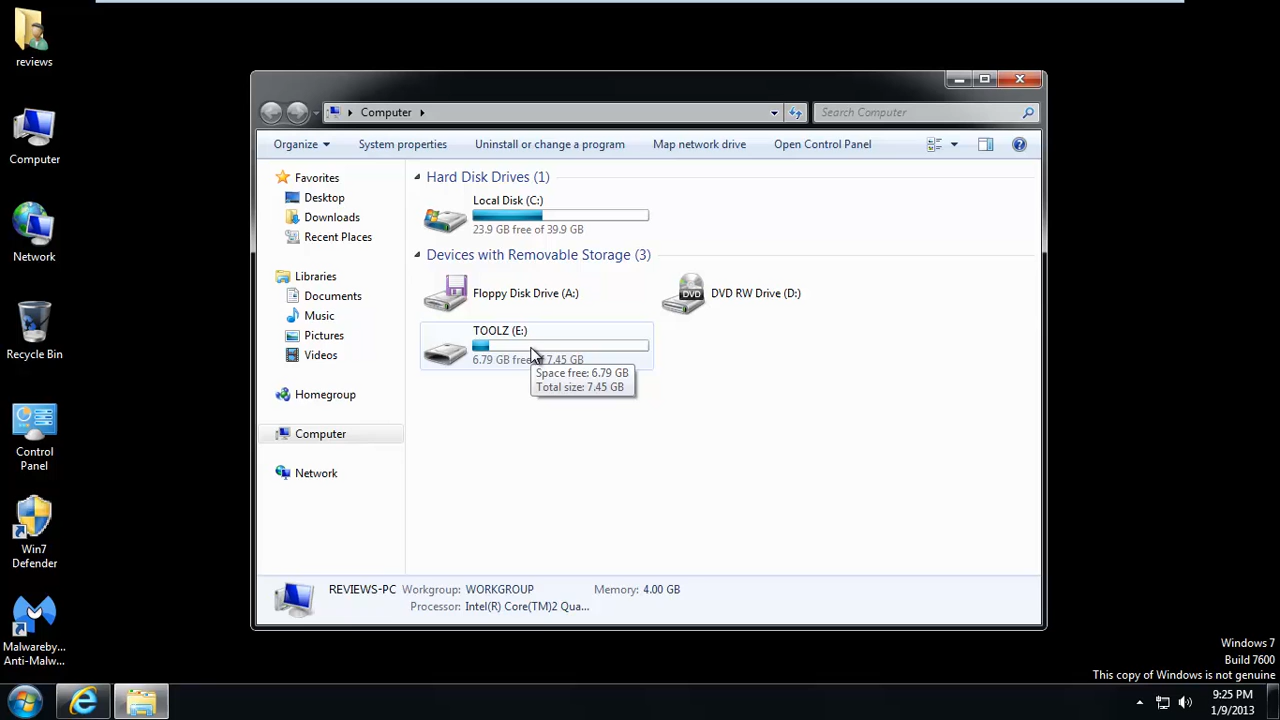 reviews
Computer
Network
Recycle Bin
Control
Panel
Win7
Defender
Malwareby...
Anti-Malw...
Computer
Search Computer
Organize
System properties
Uninstall or change a program
Map network drive
Open Control Panel
Favorites
Desktop
Downloads
Recent Places
Libraries
Documents
Music
Pictures
Videos
Homegroup
Computer
Network
Hard Disk Drives (1)
Local Disk (C:)
23.9 GB free of 39.9 GB
Devices with Removable Storage (3)
Floppy Disk Drive (A:)
DVD
DVD RW Drive (D:)
TOOLZ (E:)
6.79 GB free of 7.45 GB
Space free: 6.79 GB
Total size: 7.45 GB
REVIEWS-PC Workgroup: WORKGROUP Memory: 4.00 GB
Processor: Intel(R) Core(TM)2 Qua...
Windows 7
Build 7600
This copy of Windows is not genuine
9:25 PM
1/9/2013